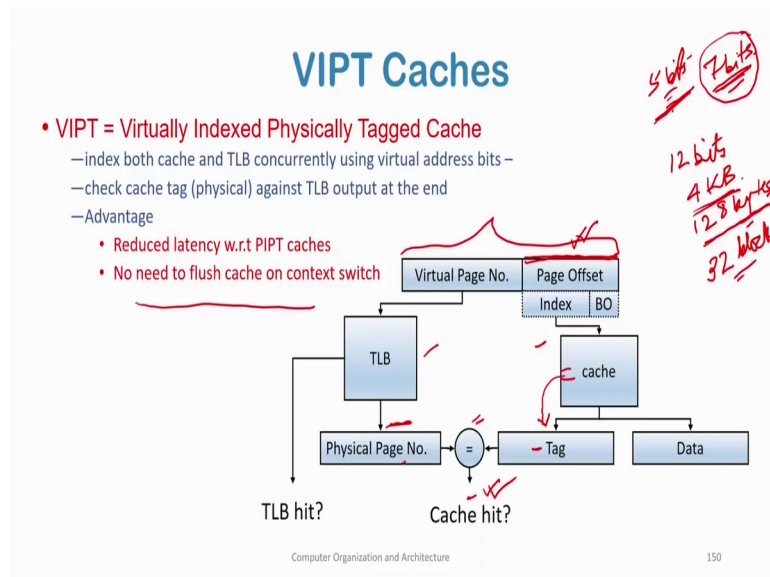 VIPT Caches
5 bits
7 bits
• VIPT = Virtually Indexed Physically Tagged Cache
—index both cache and TLB concurrently using virtual address bits –
—check cache tag (physical) against TLB output at the end
—Advantage
• Reduced latency w.r.t PIPT caches
• No need to flush cache on context switch
12 bits
4 KB.
128 bytes
32 block
Virtual Page No.
Page Offset
Index
BO
TLB
cache
Physical Page No.
=
Tag
Data
TLB hit?
Cache hit?
Computer Organization and Architecture
150